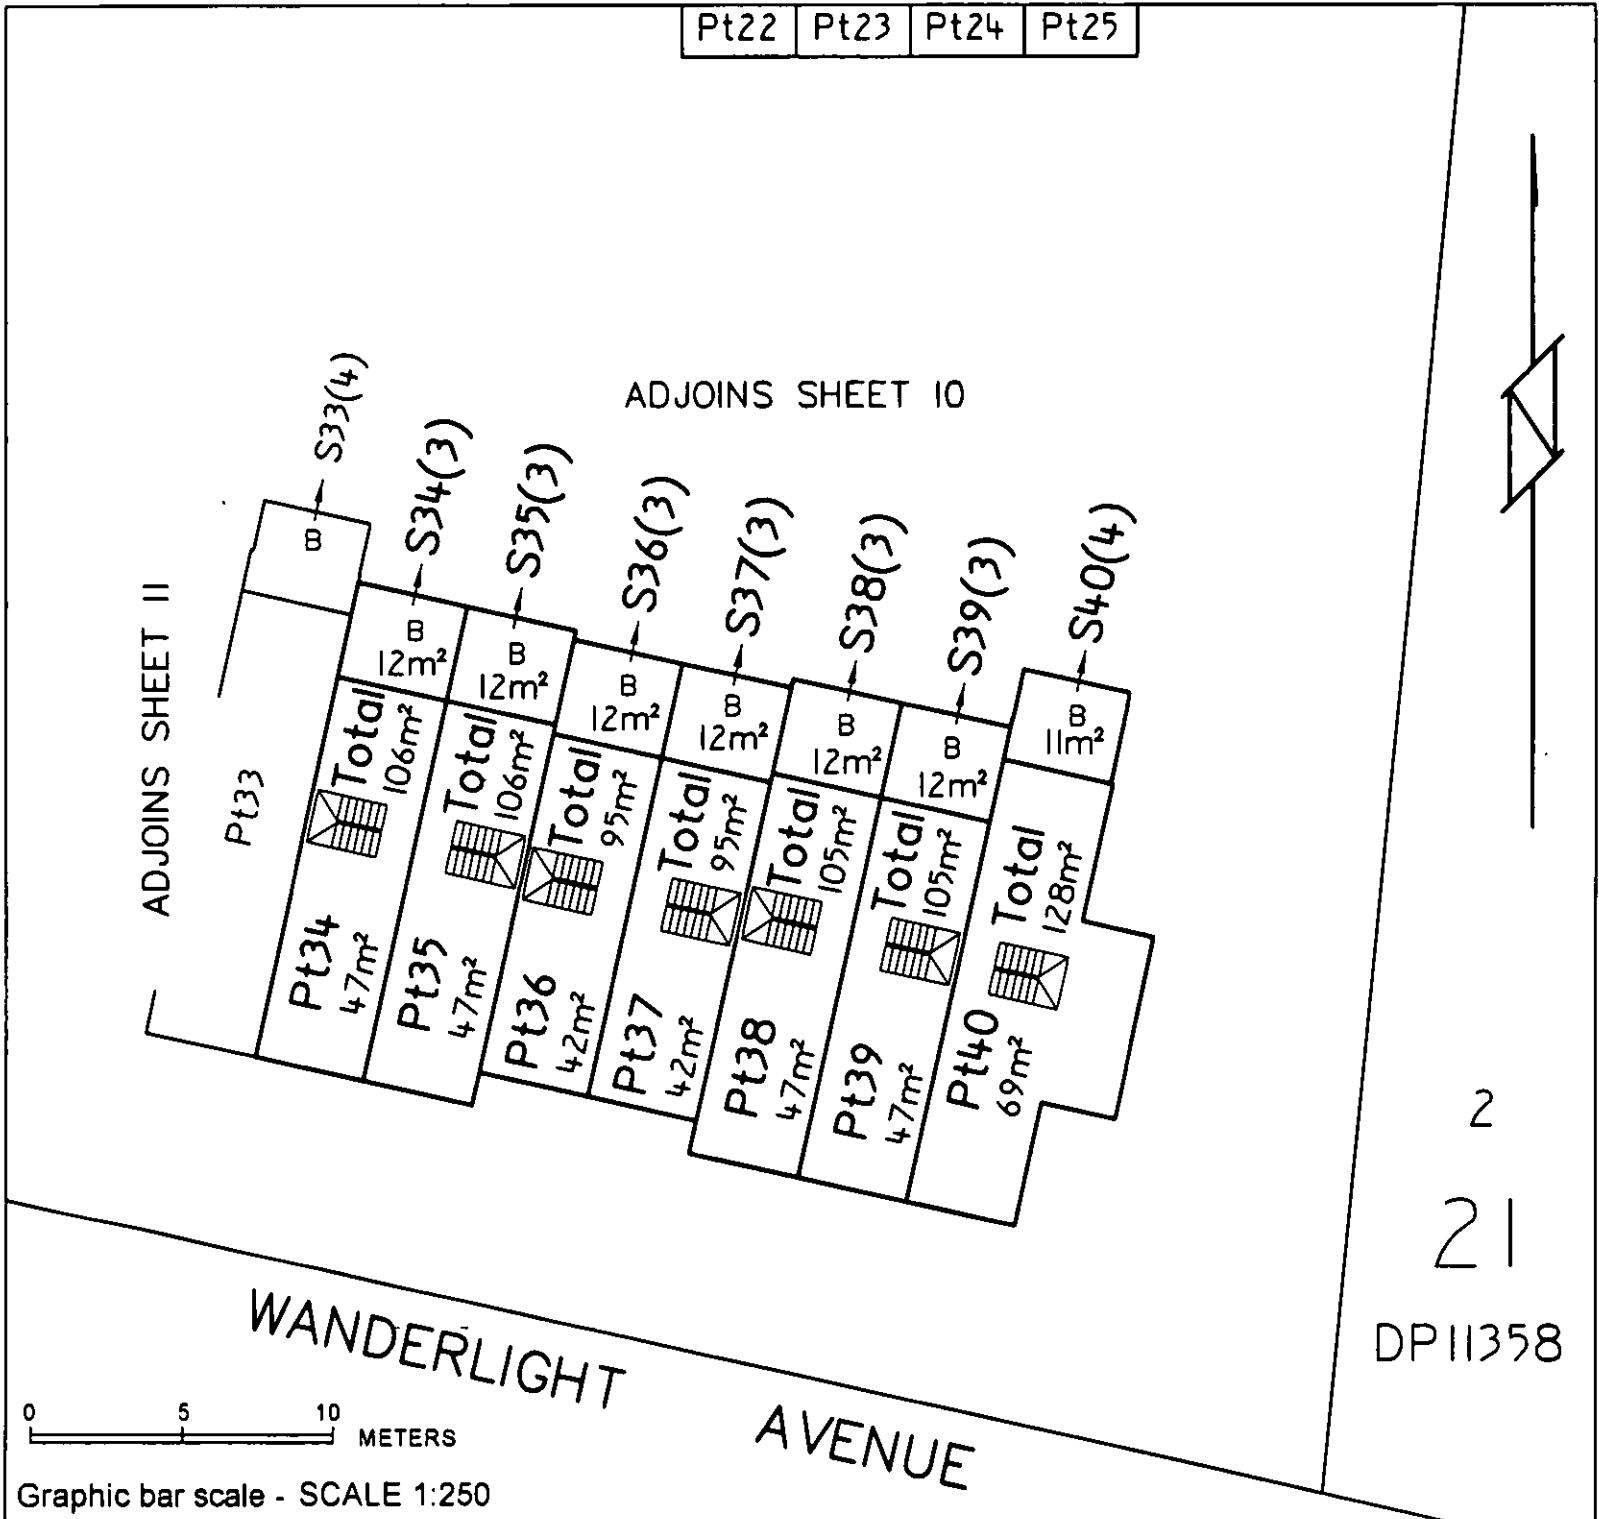 Pt22 Pt23 Pt24 Pt25
ADJOINS SHEET 10
S33(4)
S34(3)
S35(3)
S36(3)
S37(3)
S38(3)
S39(3)
S40(4)
ADJOINS SHEET 11
B
Pt33
B
12m²
Total
106m²
Pt34
47m²
B
12m²
Total
106m²
Pt35
47m²
B
12m²
Total
95m²
Pt36
42m²
B
12m²
Total
95m²
Pt37
42m²
B
12m²
Total
105m²
Pt38
47m²
B
12m²
Total
105m²
Pt39
47m²
B
11m²
Total
128m²
Pt40
69m²
2
21
DP11358
WANDERLIGHT AVENUE
0 5 10
METERS
Graphic bar scale - SCALE 1:250